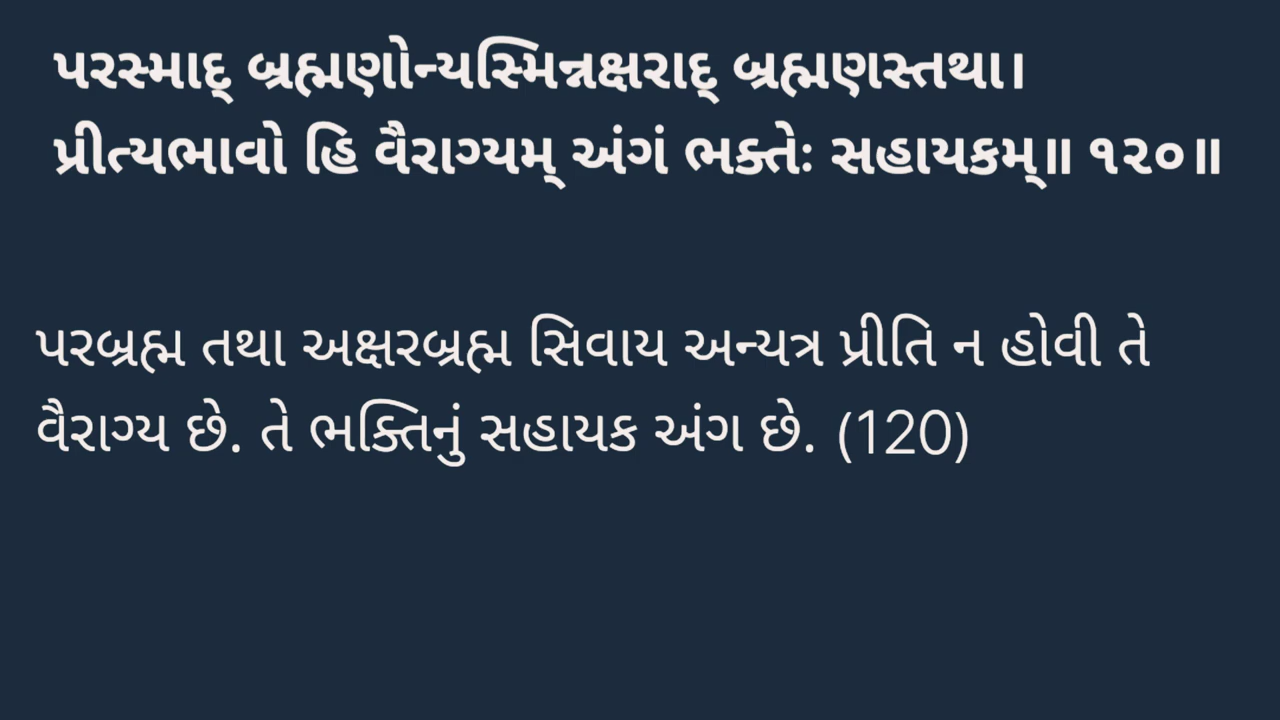 પરસ્માદ્ બ્રહ્મણોન્યસ્મિન્નક્ષરાદ્ બ્રહ્મણસ્તથા।
પ્રીત્યભાવો હિ વૈરાગ્યમ્ અંગં ભક્તેઃ સહાયકમ્॥ ૧૨૦॥
પરબ્રહ્મ તથા અક્ષરબ્રહ્મ સિવાય અન્યત્ર પ્રીતિ ન હોવી તે
વૈરાગ્ય છે. તે ભક્તિનું સહાયક અંગ છે. (120)